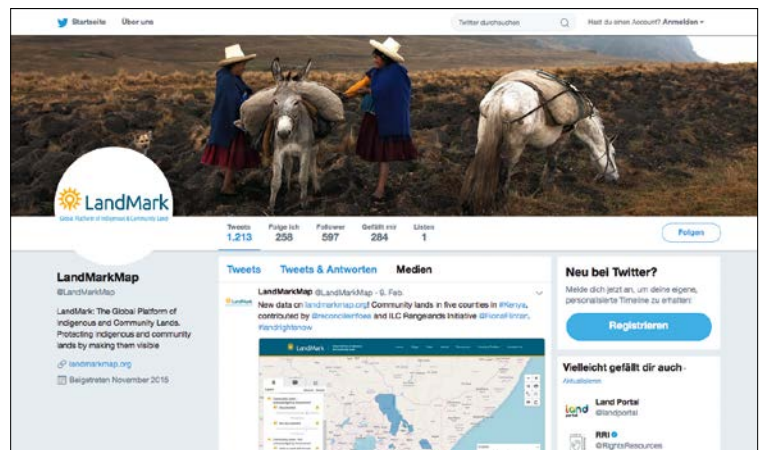 Startseite Über uns
Twitter durchsuchen
Hast du einen Account? Anmelden
LandMark
Global Platform of Indigenous & Community Land
Tweets Folge ich Follower Gefällt mir Listen
1.213 258 597 284 1
Folgen
LandMarkMap
@LandMarkMap
LandMark: The Global Platform of
Indigenous and Community Lands.
Protecting indigenous and community
lands by making them visible
landmarkmap.org
Beigetreten November 2015
Tweets Tweets & Antworten Medien
LandMarkMap @LandMarkMap - 9. Feb.
New data on landmarkmap.org! Community lands in five counties in #Kenya,
contributed by and ILC Rangelands Initiative
#landrightsnow
LandMark
Neu bei Twitter?
Melde dich jetzt an, um deine eigene,
personalisierte Timeline zu erhalten:
Registrieren
Vielleicht gefällt dir auch
Aktualisieren
land
portal
Land Portal
@landportal
RRI
@RightsResources